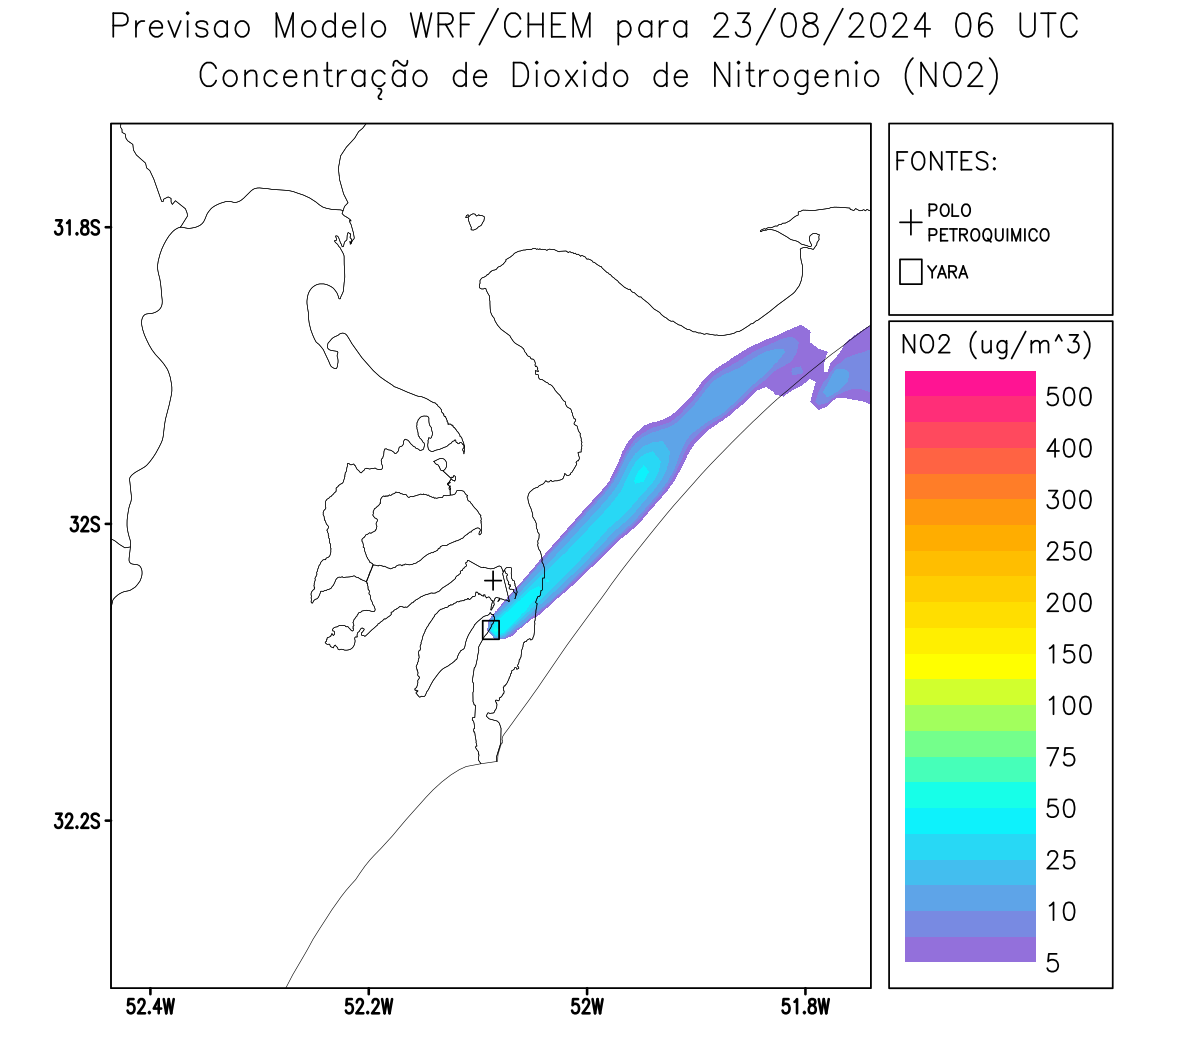 Previsao Modelo WRF/CHEM para 23/08/2024 06 UTC
Concentração de Dioxido de Nitrogenio (NO2)
FONTES:
POLO
PETROQUIMICO
YARA
NO2 (ug/m^3)
500
400
300
250
200
150
100
75
50
25
10
5
31.8S
32S
32.2S
52.4W
52.2W
52W
51.8W